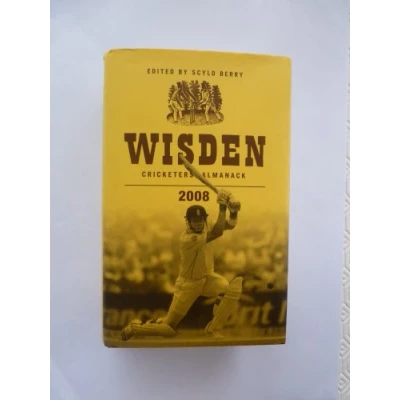 EDITED BY SCYLD BERRY
WISDEN
CRICKETERS' ALMANACK
2008